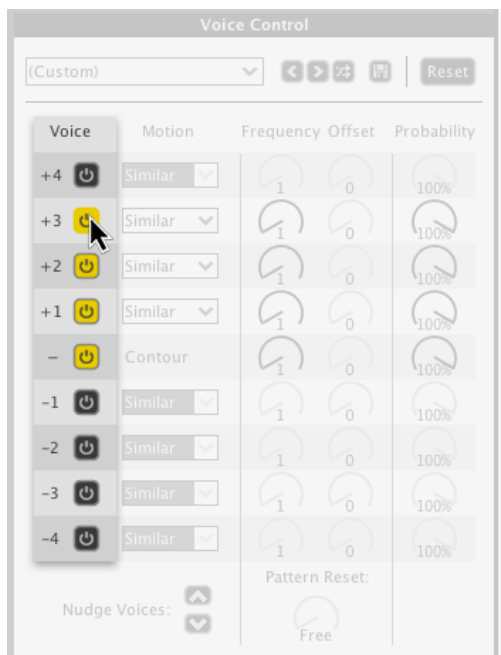 Voice Control
(Custom) Reset
Voice Motion Frequency Offset Probability
+4 Similar 1 0 100%
+3 Similar 1 0 100%
+2 Similar 1 0 100%
+1 Similar 1 0 100%
– Contour 1 0 100%
-1 Similar 1 0 100%
-2 Similar 1 0 100%
-3 Similar 1 0 100%
-4 Similar 1 0 100%
Pattern Reset:
Nudge Voices:
Free